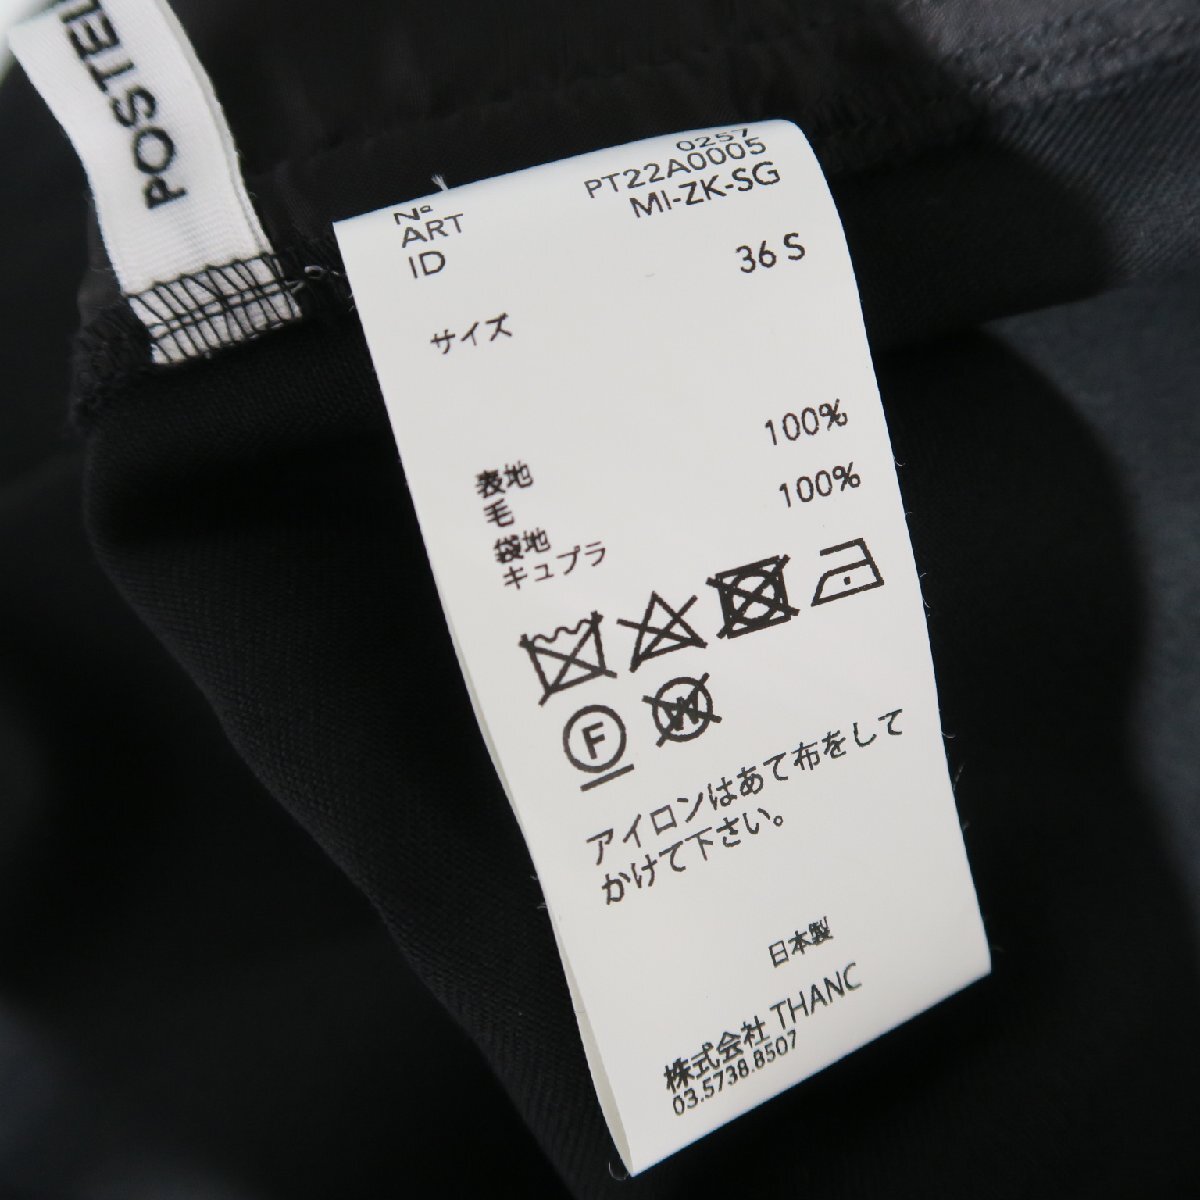 POSTEL
№ 0257
ART PT22A0005
ID MI-ZK-SG
サイズ 36 S
表地
毛 100%
袋地
キュプラ 100%
F
W
アイロンはあて布をして
かけて下さい。
日本製
株式会社 THANC
03.5738.8507